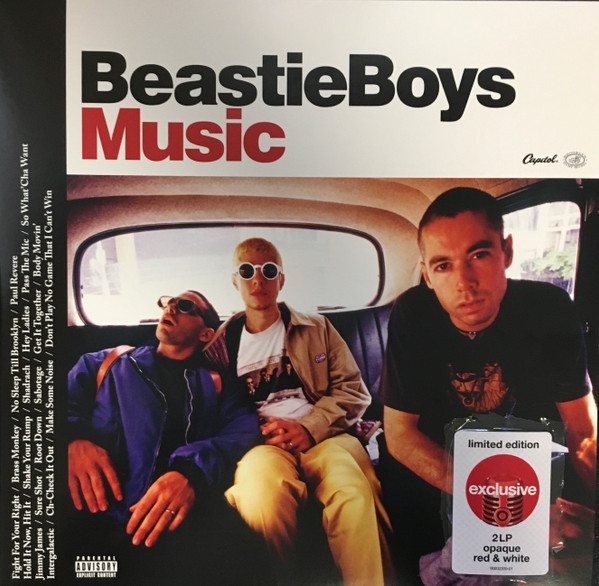 BeastieBoys
Music
Capitol.
Fight For Your Right / Brass Monkey / No Sleep Till Brooklyn / Paul Revere
Hold It Now, Hit It / Shake Your Rump / Shadrach / Hey Ladies / Pass The Mic / So What'Cha Want
Jimmy James / Sure Shot / Root Down / Sabotage / Get It Together / Body Movin'
Intergalactic / Ch-Check It Out / Make Some Noise / Don't Play No Game That I Can't Win
PARENTAL
ADVISORY
EXPLICIT CONTENT
limited edition
exclusive
2LP
opaque
red & white